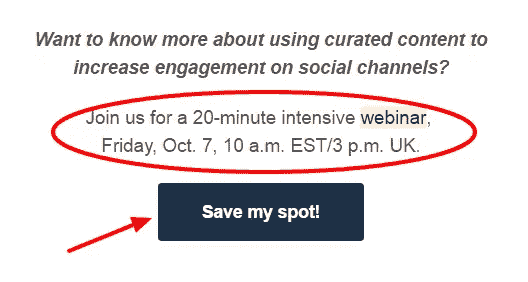 Want to know more about using curated content to
increase engagement on social channels?
Join us for a 20-minute intensive webinar,
Friday, Oct. 7, 10 a.m. EST/3 p.m. UK.
Save my spot!